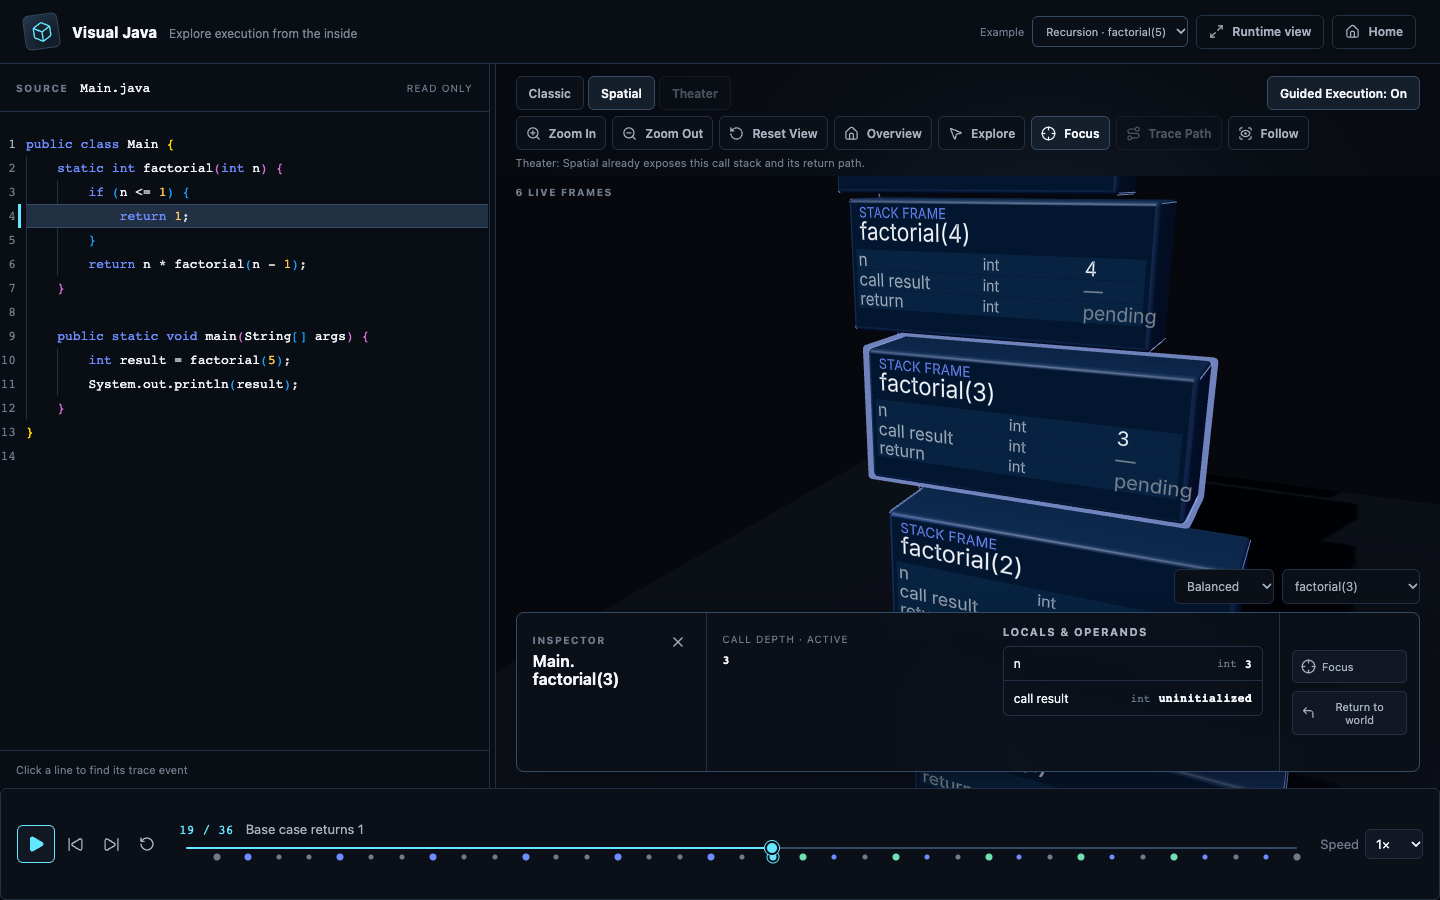 Visual Java
Explore execution from the inside
Example
Recursion · factorial(5)
Runtime view
Home
SOURCE Main.java
READ ONLY
1 public class Main {
2 static int factorial(int n) {
3 if (n <= 1) {
4 return 1;
5 }
6 return n * factorial(n - 1);
7 }
8
9 public static void main(String[] args) {
10 int result = factorial(5);
11 System.out.println(result);
12 }
13 }
14
Click a line to find its trace event
Classic
Spatial
Theater
Guided Execution: On
Zoom In
Zoom Out
Reset View
Overview
Explore
Focus
Trace Path
Follow
Theater: Spatial already exposes this call stack and its return path.
6 LIVE FRAMES
STACK FRAME
factorial(4)
n int 4
call result int —
return int pending
STACK FRAME
factorial(3)
n int 3
call result int —
return int pending
STACK FRAME
factorial(2)
n
call result int
Balanced
factorial(3)
INSPECTOR
Main.
factorial(3)
CALL DEPTH · ACTIVE
3
LOCALS & OPERANDS
n int 3
call result int uninitialized
Focus
Return to
world
return
19 / 36 Base case returns 1
Speed
1×